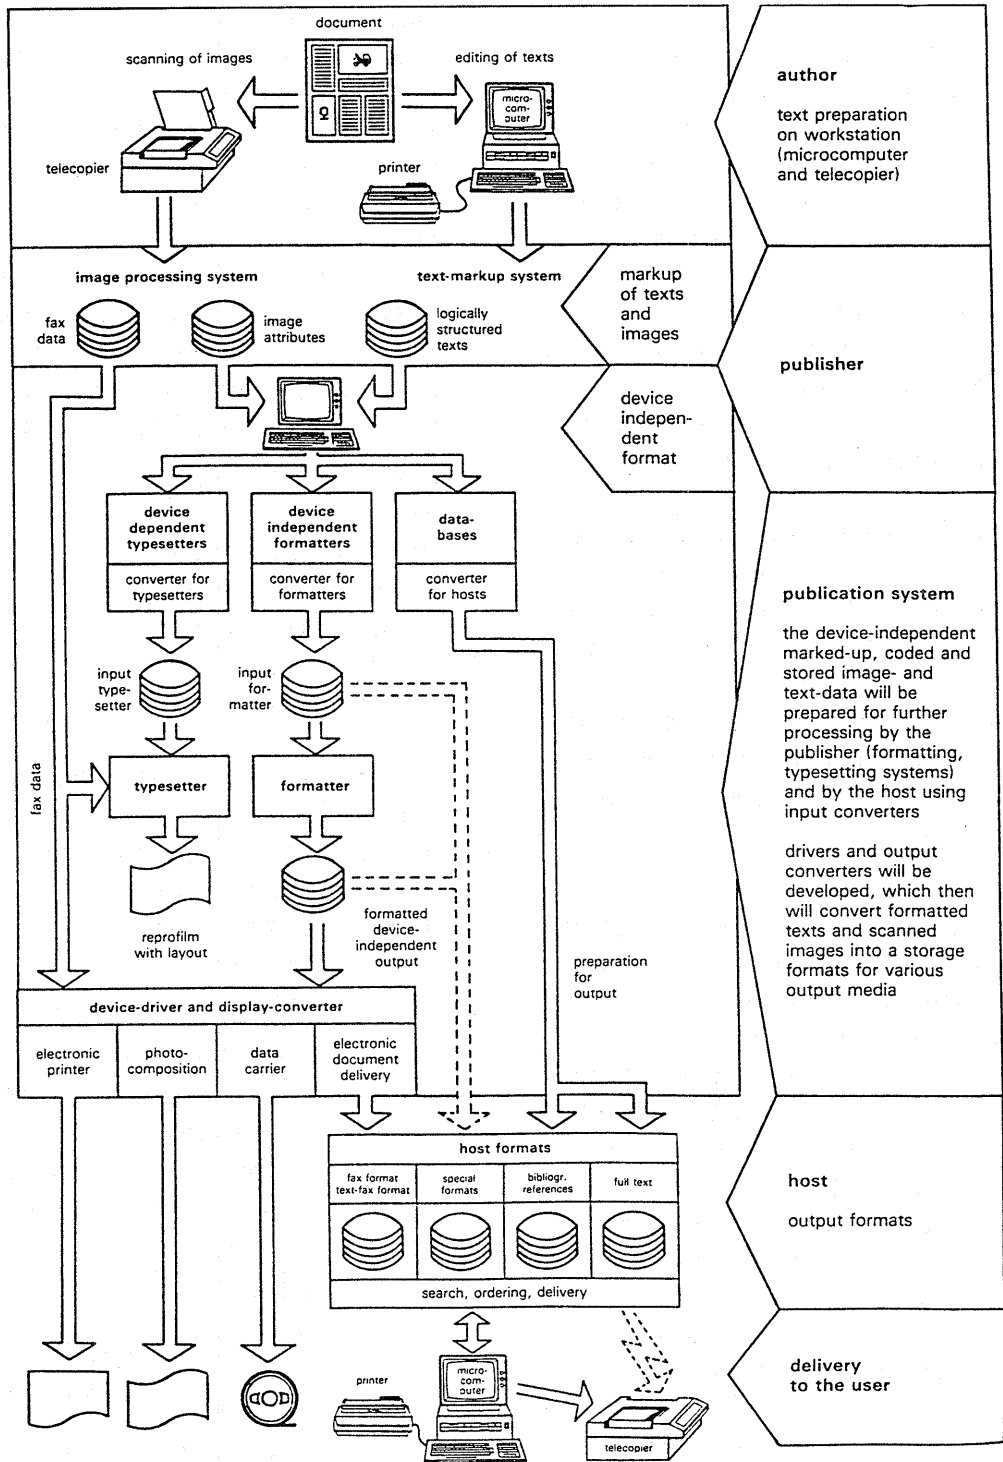 document
scanning of images
editing of texts
micro-
com-
puter
telecopier
printer
author
text preparation
on workstation
(microcomputer
and telecopier)
image processing system
text-markup system
fax
data
image
attributes
logically
structured
texts
markup
of texts
and
images
publisher
device
indepen-
dent
format
device
dependent
typesetters
converter for
typesetters
device
independent
formatters
converter for
formatters
data-
bases
converter
for hosts
input
type-
setter
input
for-
matter
typesetter
formatter
fax data
reprofilm
with layout
formatted
device-
independent
output
preparation
for
output
publication system
the device-independent
marked-up, coded and
stored image- and
text-data will be
prepared for further
processing by the
publisher (formatting,
typesetting systems)
and by the host using
input converters
drivers and output
converters will be
developed, which then
will convert formatted
texts and scanned
images into a storage
formats for various
output media
device-driver and display-converter
electronic
printer
photo-
composition
data
carrier
electronic
document
delivery
host formats
fax format
text-fax format
special
formats
bibliogr.
references
full text
search, ordering, delivery
host
output formats
printer
micro-
com-
puter
telecopier
delivery
to the user